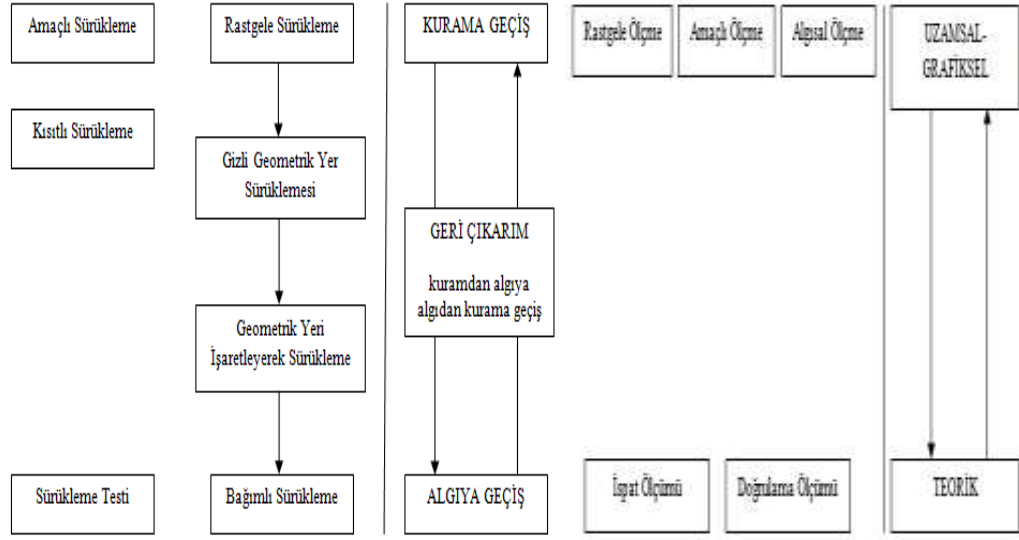 Amaçlı Sürükleme
Rastgele Sürükleme
KURAMA GEÇİŞ
Rastgele Ölçme
Amaçlı Ölçme
Algısal Ölçme
UZAMSAL-
GRAFİKSEL
Kısıtlı Sürükleme
Gizli Geometrik Yer
Sürüklemesi
GERİ ÇIKARIM
kuramdan algıya
algıdan kurama geçiş
Geometrik Yeri
İşaretleyerek Sürükleme
Sürükleme Testi
Bağımlı Sürükleme
ALGIYA GEÇİŞ
İspat Ölçümü
Doğrulama Ölçümü
TEORİK